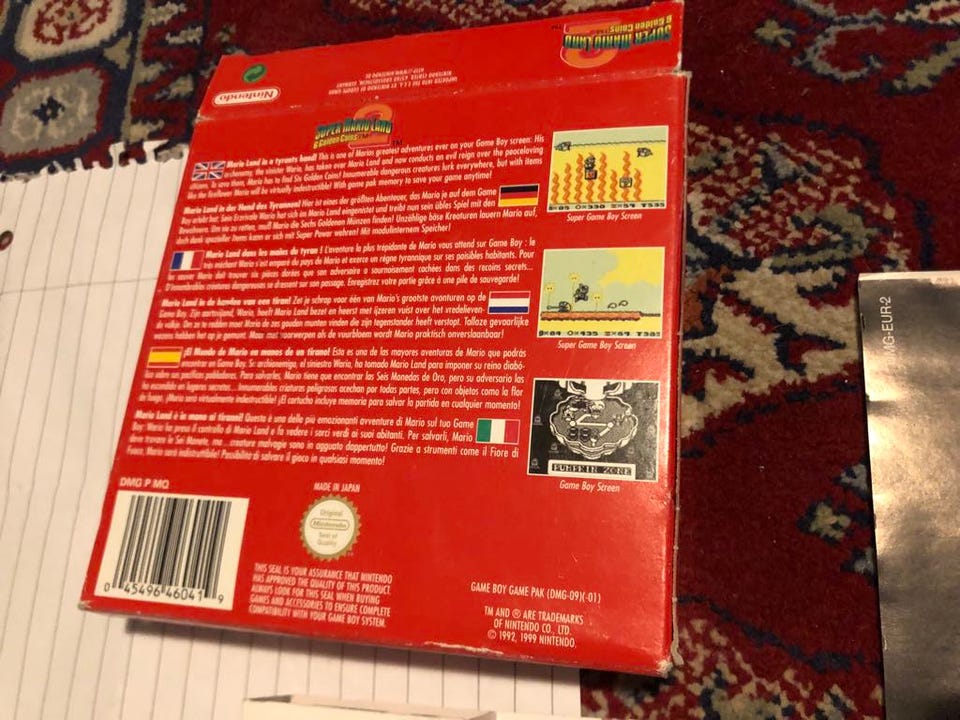 SUPER MARIO LAND 2
6 Golden Coins™
IMPORTED INTO THE E.E.A.
BY NINTENDO OF EUROPE GMBH
Nintendo
SUPER MARIO LAND 2
6 Golden Coins™
Mario Land in a tyrants hand! This is one of Marios greatest adventures ever on your Game Boy screen: His
archenemy, the sinister Wario, has taken over Mario Land and now conducts an evil reign over the peaceloving
citizen. To save them, Mario has to find Six Golden Coins! Innumerable dangerous creatures lurk everywhere, but with items
like the Fireflower Mario will be virtually indestructible! With game pak memory to save your game anytime!
Mario Land in der Hand des Tyrannen! Hier ist eines der größten Abenteuer, das Mario je auf dem Game
Boy erlebt hat: Sein Erzrivale Wario hat sich im Mario Land eingenistet und treibt nun sein übles Spiel mit den
Bewohnern. Um sie zu retten, muß Mario die Sechs Goldenen Münzen finden! Unzählige böse Kreaturen lauern Mario auf,
doch dank spezieller Items kann er sich mit Super Power wehren! Mit modulinternem Speicher!
Mario Land dans les mains du tyran ! L'aventure la plus trépidante de Mario vous attend sur Game Boy : le
très méchant Wario s'est emparé du pays de Mario et exerce un règne tyrannique sur ses paisibles habitants. Pour
les sauver Mario doit trouver six pièces dorées que son adversaire a sournoisement cachées dans des recoins secrets...
D'innombrables créatures dangereuses se dressent sur son passage. Enregistrez votre partie grâce à une pile de sauvegarde!
Mario Land in de handen van een tiran! Zet je schrap voor één van Mario's grootste avonturen op de
Game Boy. Zijn aartsvijand, Wario, heeft Mario Land bezet en heerst met ijzeren vuist over het vredelieven-
de volkje. Om ze te redden moet Mario de zes gouden munten vinden die zijn tegenstander heeft verstopt. Talloze gevaarlijke
wezens hebben het op je gemunt. Maar met voorwerpen als de vuurbloem wordt Mario praktisch onverslaanbaar!
¡El Mundo de Mario en manos de un tirano! Esta es una de las mayores aventuras de Mario que podrás
encontrar en Game Boy. Su archienemigo, el siniestro Wario, ha tomado Mario Land para imponer su reino diabó-
lico sobre sus pacíficos pobladores. Para salvarles, Mario tiene que encontrar las Seis Monedas de Oro, pero su adversario las
ha escondido en lugares secretos... Innumerables criaturas peligrosas acechan por todas partes, pero con objetos como la flor
de fuego, ¡Mario será virtualmente indestructible! ¡El cartucho incluye memoria para salvar la partida en cualquier momento!
Mario Land è in mano ai tiranni! Questa è una delle più emozionanti avventure di Mario sul tuo Game
Boy: Wario ha preso il controllo di Mario Land e fa vedere i sorci verdi ai suoi abitanti. Per salvarli, Mario
deve trovare le Sei Monete, ma... creature malvagie sono in agguato dappertutto! Grazie a strumenti come il Fiore di
Fuoco, Mario sarà indistruttibile! Possibilità di salvare il gioco in qualsiasi momento!
Super Game Boy Screen
Super Game Boy Screen
PUMPKIN ZONE
Game Boy Screen
DMG P MQ
0 45496 46041 9
MADE IN JAPAN
Original
Nintendo
Seal of
Quality
THIS SEAL IS YOUR ASSURANCE THAT NINTENDO
HAS APPROVED THE QUALITY OF THIS PRODUCT.
ALWAYS LOOK FOR THIS SEAL WHEN BUYING
GAMES AND ACCESSORIES TO ENSURE COMPLETE
COMPATIBILITY WITH YOUR GAME BOY SYSTEM.
GAME BOY GAME PAK (DMG-09)(-01)
TM AND ® ARE TRADEMARKS
OF NINTENDO CO., LTD.
© 1992, 1999 NINTENDO.
MG-EUR-2